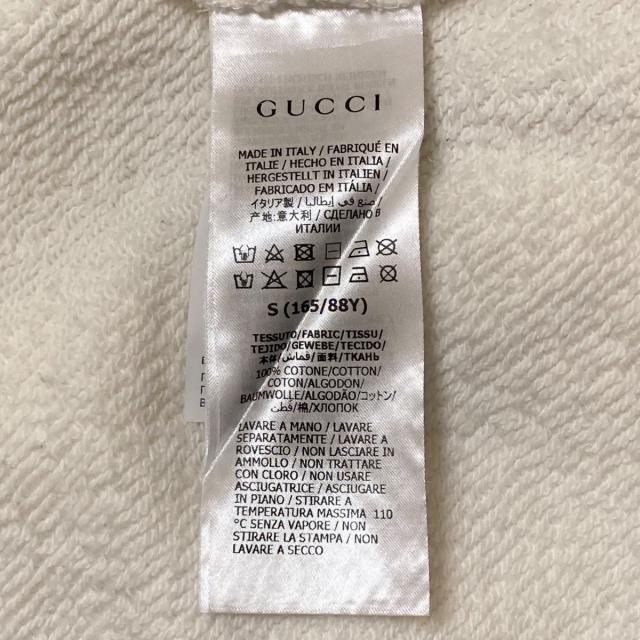 GUCCI
MADE IN ITALY / FABRIQUÉ EN
ITALIE / HECHO EN ITALIA /
HERGESTELLT IN ITALIEN /
FABRICADO EM ITÁLIA /
イタリア製 / صنع في إيطاليا /
产地:意大利 / СДЕЛАНО В
ИТАЛИИ
S (165/88Y)
TESSUTO/FABRIC/TISSU/
TEJIDO/GEWEBE/TECIDO/
本体/قماش/面料/ТКАНЬ
100% COTONE/COTTON/
COTON/ALGODON/
BAUMWOLLE/ALGODÃO/コットン/
قطن/棉/ХЛОПОК
LAVARE A MANO / LAVARE
SEPARATAMENTE / LAVARE A
ROVESCIO / NON LASCIARE IN
AMMOLLO / NON TRATTARE
CON CLORO / NON USARE
ASCIUGATRICE / ASCIUGARE
IN PIANO / STIRARE A
TEMPERATURA MASSIMA 110
°C SENZA VAPORE / NON
STIRARE LA STAMPA / NON
LAVARE A SECCO